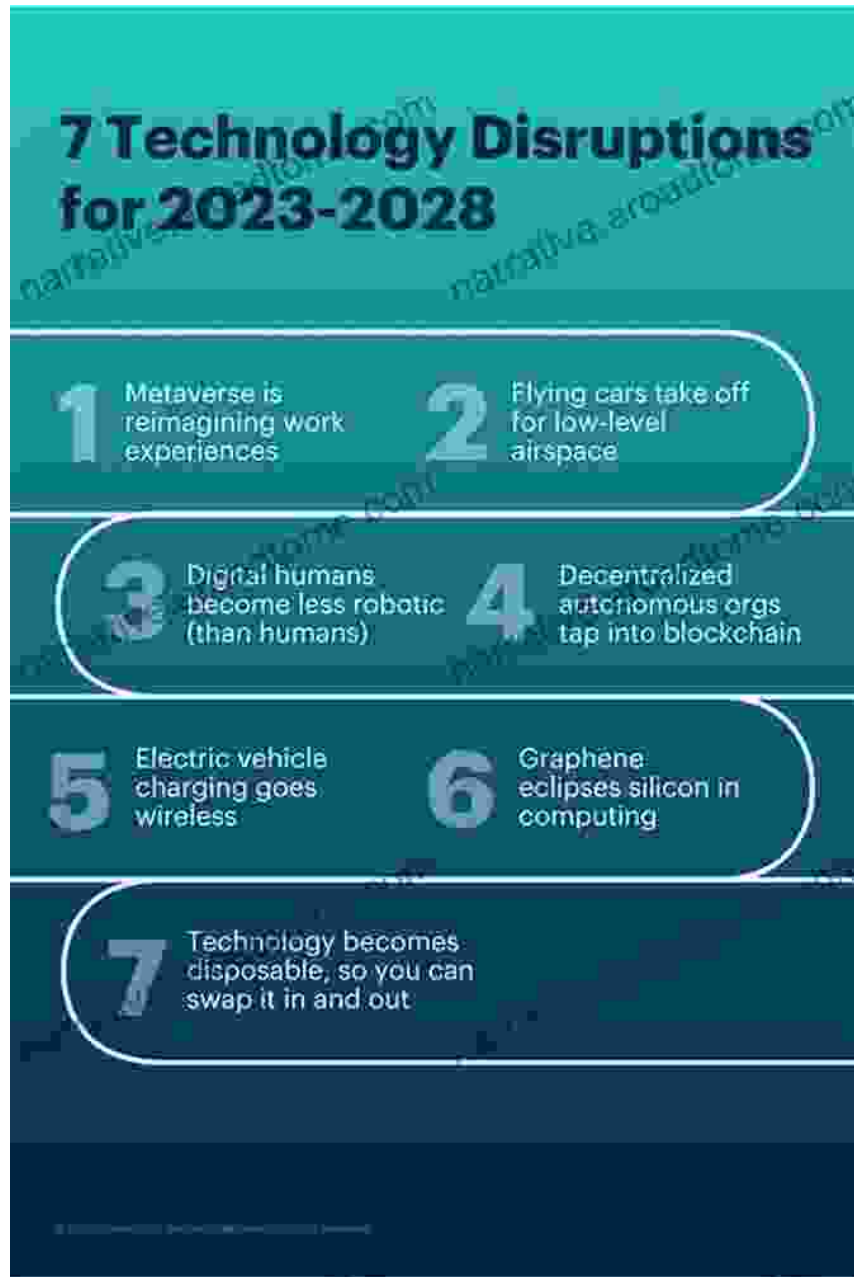 7 Technology Disruptions
for 2023-2028
1
Metaverse is
reimagining work
experiences
2
Flying cars take off
for low-level
airspace
3
Digital humans
become less robotic
(than humans)
4
Decentralized
autonomous orgs
tap into blockchain
5
Electric vehicle
charging goes
wireless
6
Graphene
eclipses silicon in
computing
7
Technology becomes
disposable, so you can
swap it in and out
narrative.aroadtome.com